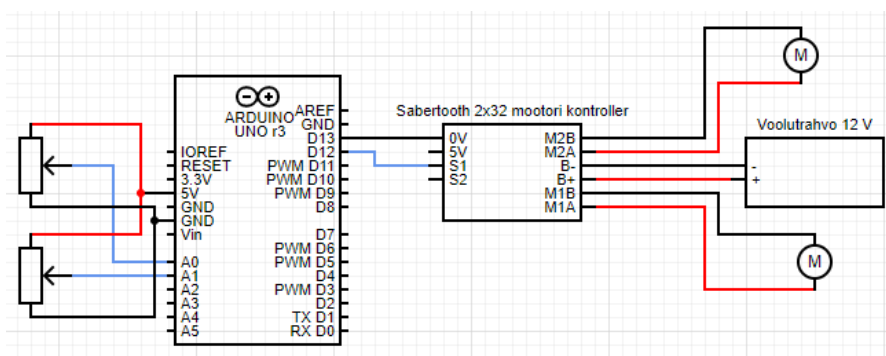 ARDUINO
UNO r3
AREF
GND
D13
D12
PWM D11
PWM D10
PWM D9
D8
D7
PWM D6
PWM D5
D4
PWM D3
D2
TX D1
RX D0
IOREF
RESET
3.3V
5V
GND
GND
Vin
A0
A1
A2
A3
A4
A5
Sabertooth 2x32 mootori kontroller
0V
5V
S1
S2
M2B
M2A
B-
B+
M1B
M1A
M
Voolutrahvo 12 V
-
+
M